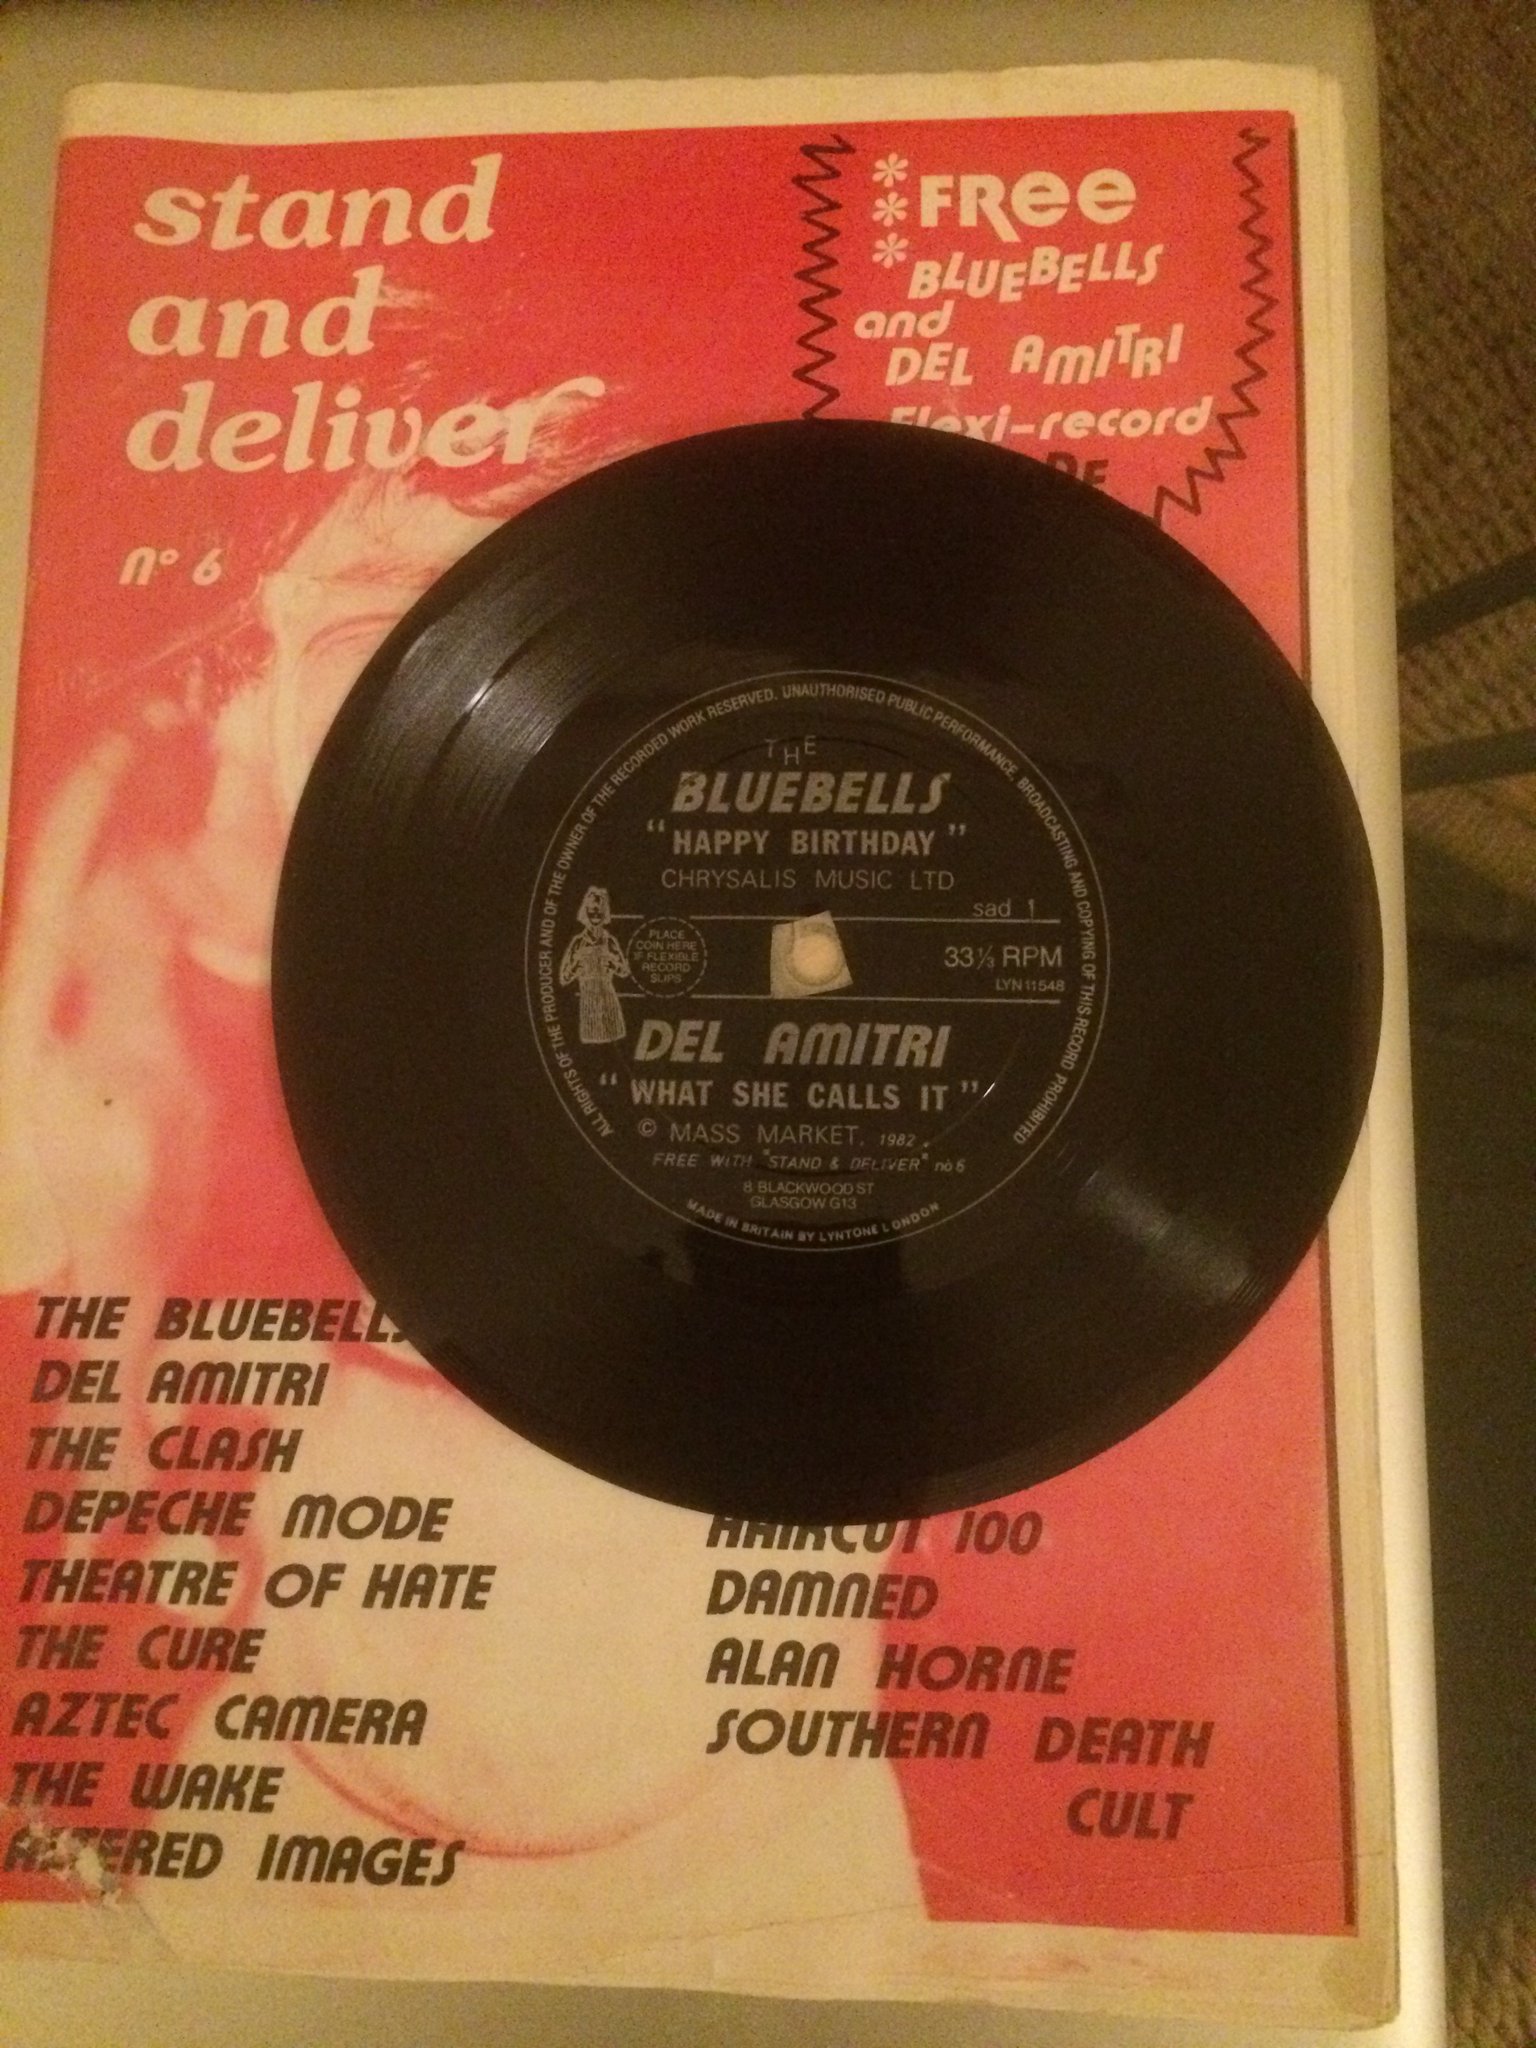 stand
and
deliver
Nº 6
FREE
BLUEBELLS
and
DEL AMITRI
Flexi-record
THE
BLUEBELLS
"HAPPY BIRTHDAY"
CHRYSALIS MUSIC LTD
sad 1
PLACE
COIN HERE
IF FLEXIBLE
RECORD
SLIPS
33⅓ RPM
LYN 11548
DEL AMITRI
"WHAT SHE CALLS IT"
© MASS MARKET. 1982.
FREE WITH "STAND & DELIVER" no 6
8 BLACKWOOD ST
GLASGOW G13
MADE IN BRITAIN BY LYNTONE LONDON
ALL RIGHTS OF THE PRODUCER AND OF THE OWNER OF THE RECORDED WORK RESERVED. UNAUTHORISED PUBLIC PERFORMANCE, BROADCASTING AND COPYING OF THIS RECORD PROHIBITED
THE BLUEBELLS
DEL AMITRI
THE CLASH
DEPECHE MODE
THEATRE OF HATE
THE CURE
AZTEC CAMERA
THE WAKE
ALTERED IMAGES
HAIRCUT 100
DAMNED
ALAN HORNE
SOUTHERN DEATH
CULT